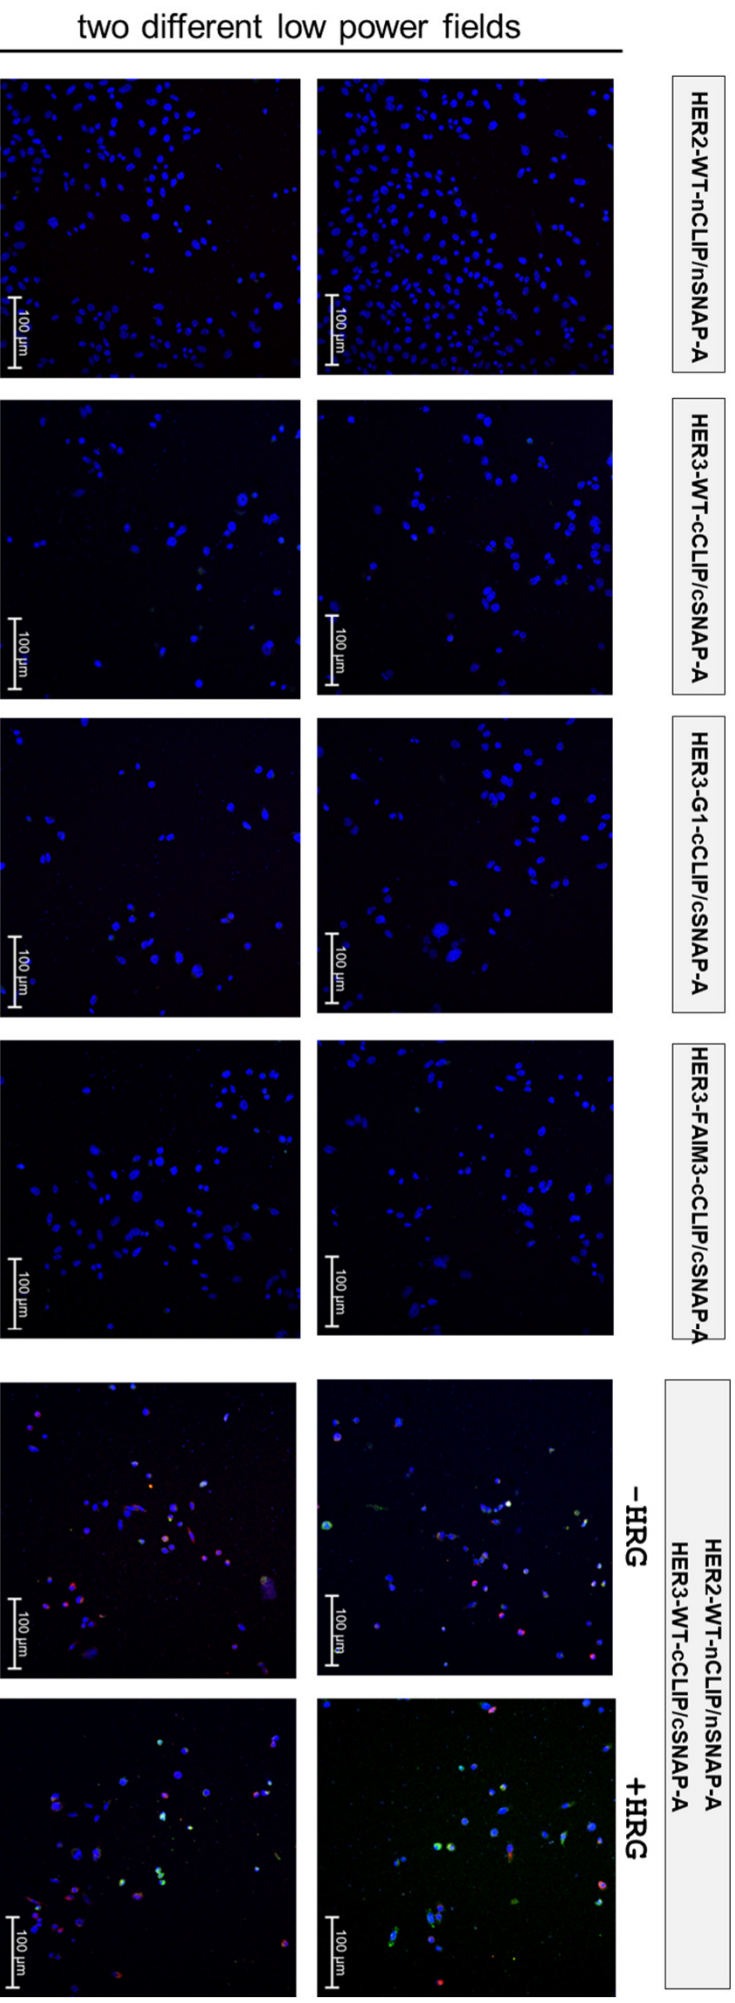 two different low power fields
HER2-WT-nCLIP/nSNAP-A
HER3-WT-cCLIP/cSNAP-A
HER3-G1-cCLIP/cSNAP-A
HER3-FAIM3-cCLIP/cSNAP-A
HER2-WT-nCLIP/nSNAP-A
HER3-WT-cCLIP/cSNAP-A
−HRG
+HRG
100 µm
100 µm
100 µm
100 µm
100 µm
100 µm
100 µm
100 µm
100 µm
100 µm
100 µm
100 µm